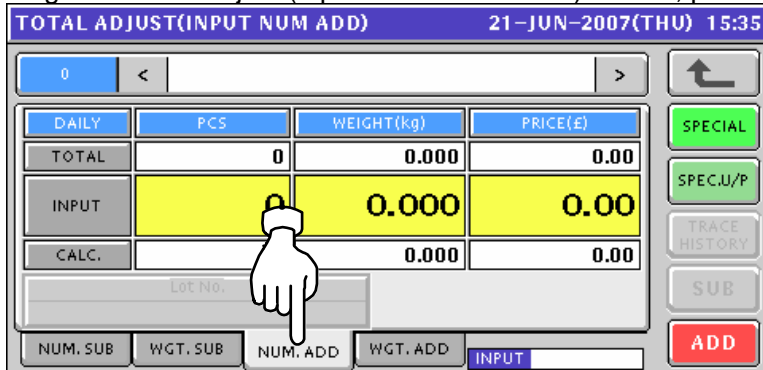 TOTAL ADJUST(INPUT NUM ADD) 21-JUN-2007(THU) 15:35
0 < >
DAILY PCS WEIGHT(kg) PRICE(£) SPECIAL
TOTAL 0 0.000 0.00
SPEC.U/P
INPUT 0 0.000 0.00
TRACE
HISTORY
CALC. 0.000 0.00
Lot No. SUB
NUM. SUB WGT. SUB NUM. ADD WGT. ADD INPUT ADD